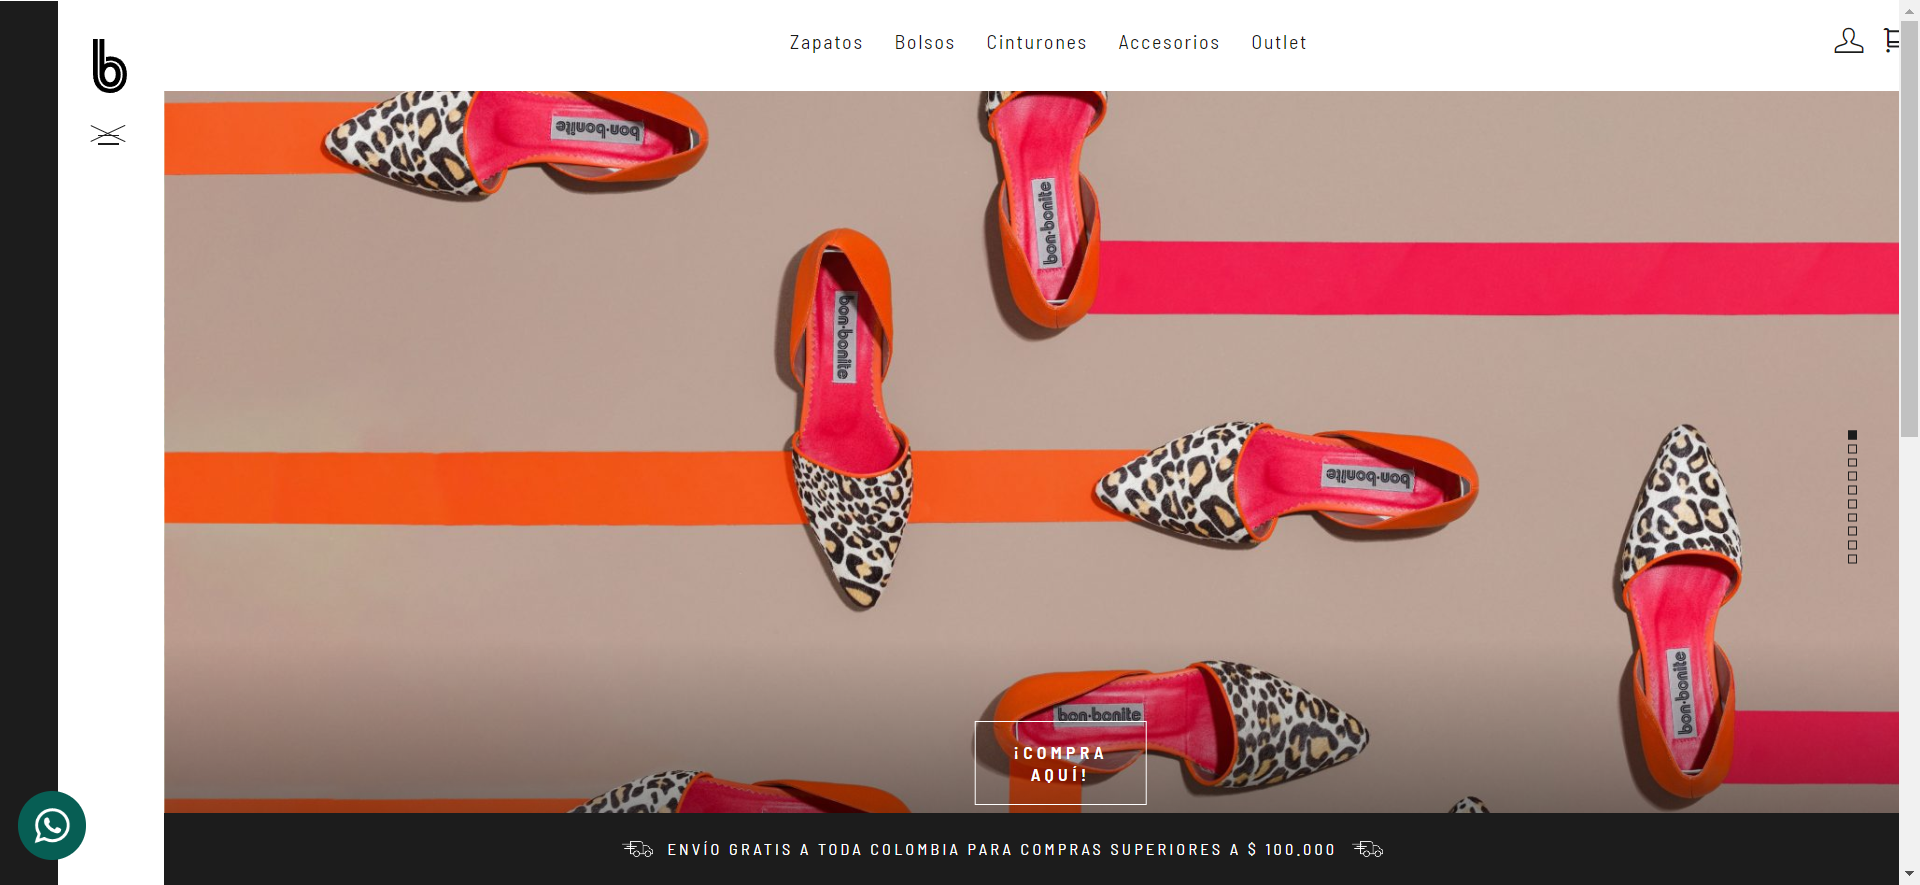 b
Zapatos Bolsos Cinturones Accesorios Outlet
bon·bonite
bon·bonite
bon·bonite
bon·bonite
bon·bonite
bon·bonite
¡COMPRA
AQUÍ!
ENVÍO GRATIS A TODA COLOMBIA PARA COMPRAS SUPERIORES A $ 100.000